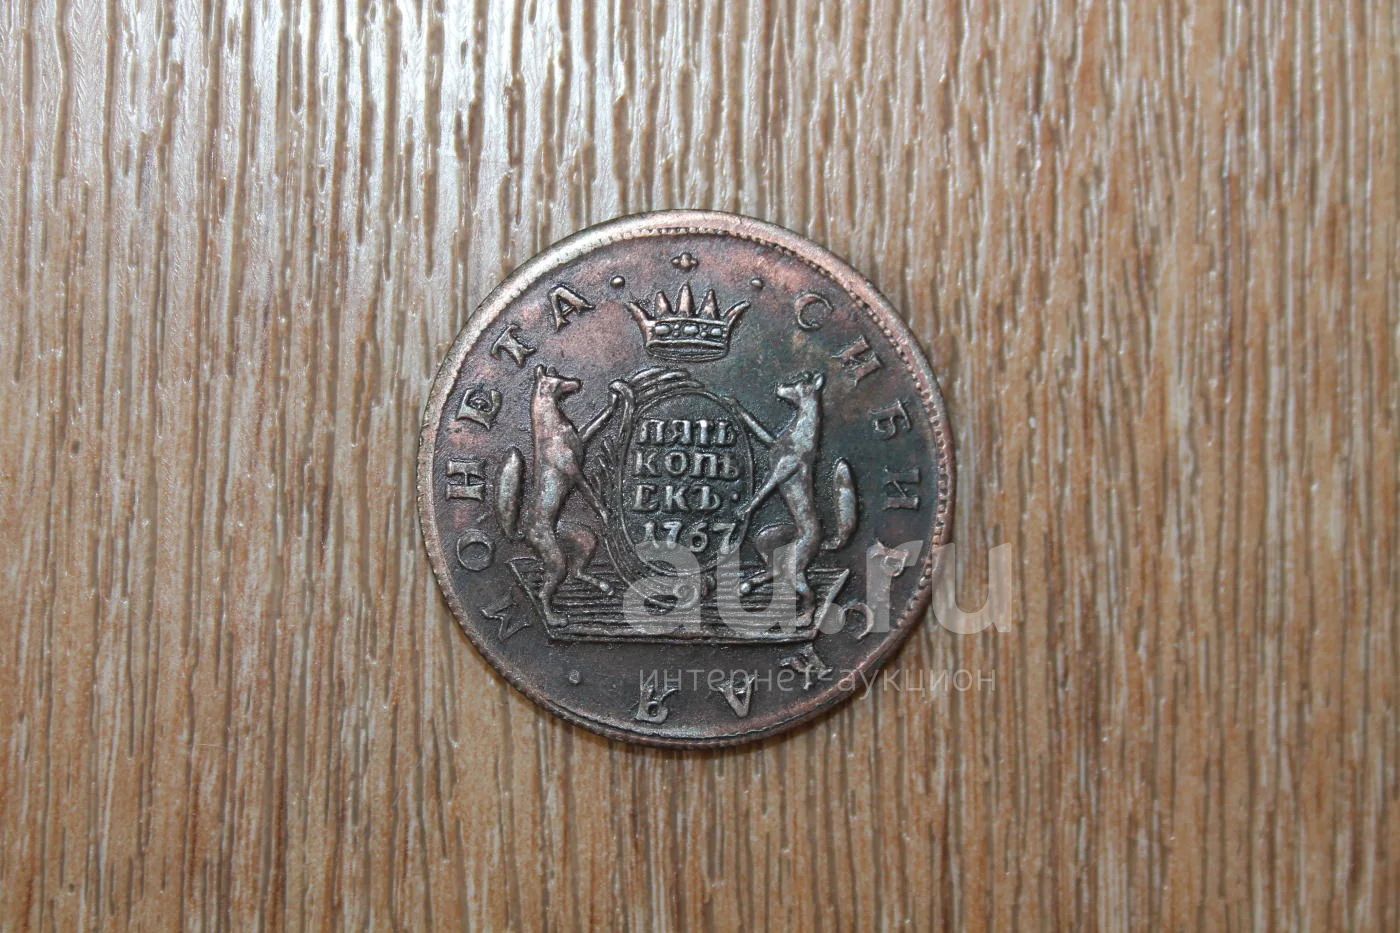 МОНЕТА · СИБИРСКАЯ ·
ПЯТЬ
КОПѢ
ЕКЪ·
1767
au.ru
интернет-аукцион